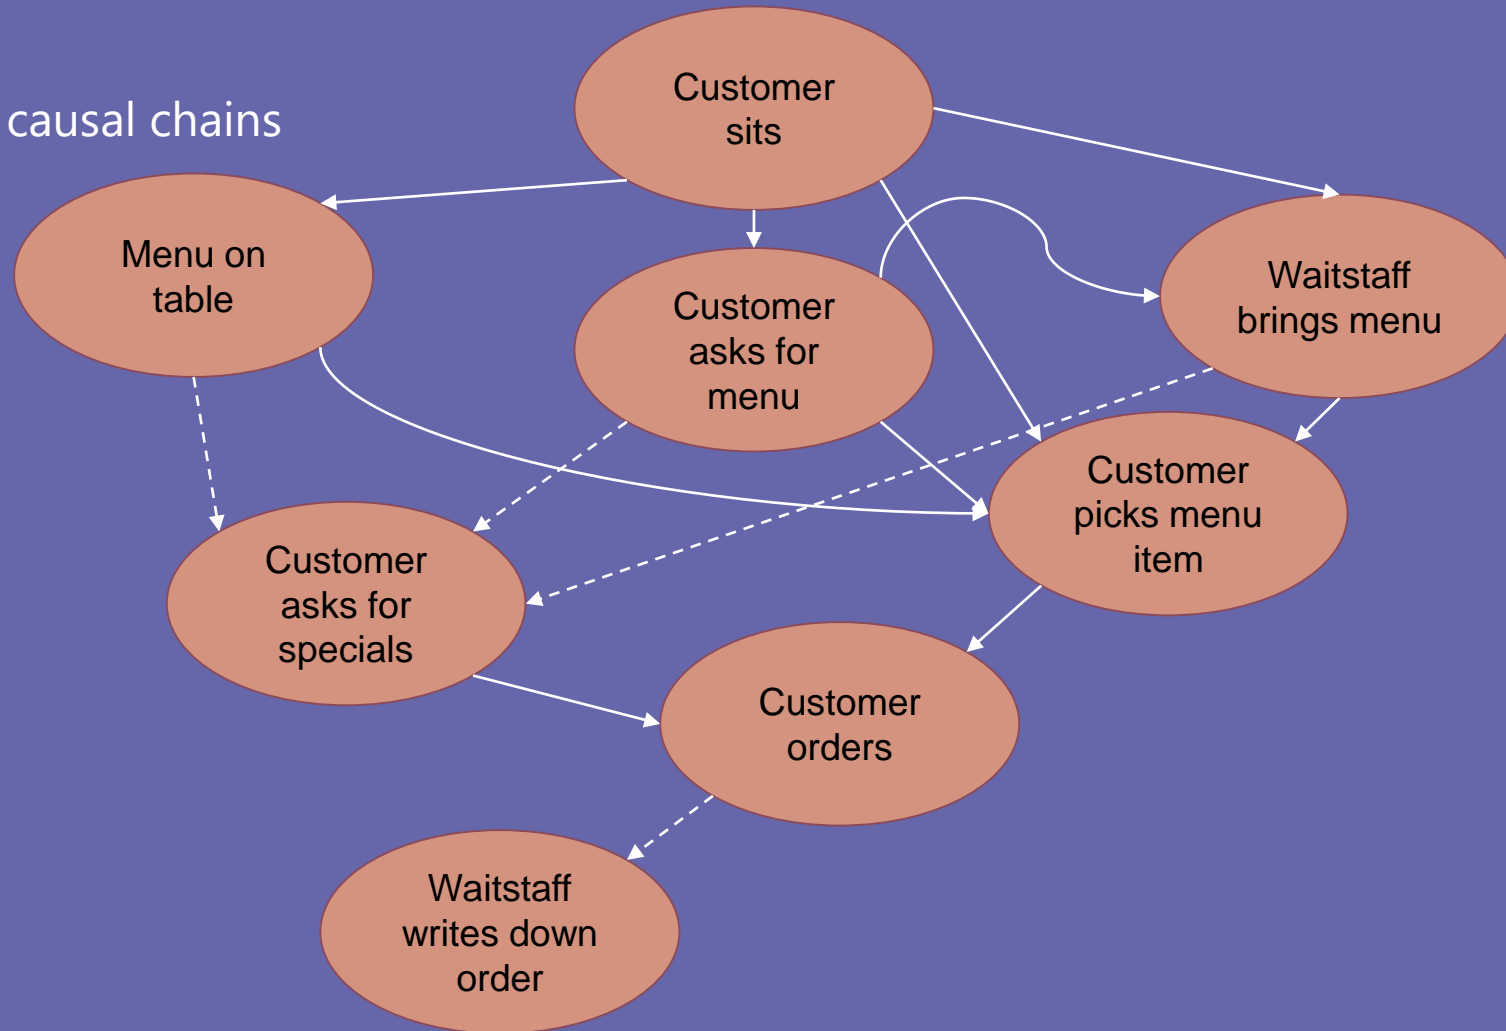 causal chains
Customer
sits
Menu on
table
Customer
asks for
menu
Waitstaff
brings menu
Customer
picks menu
item
Customer
asks for
specials
Customer
orders
Waitstaff
writes down
order